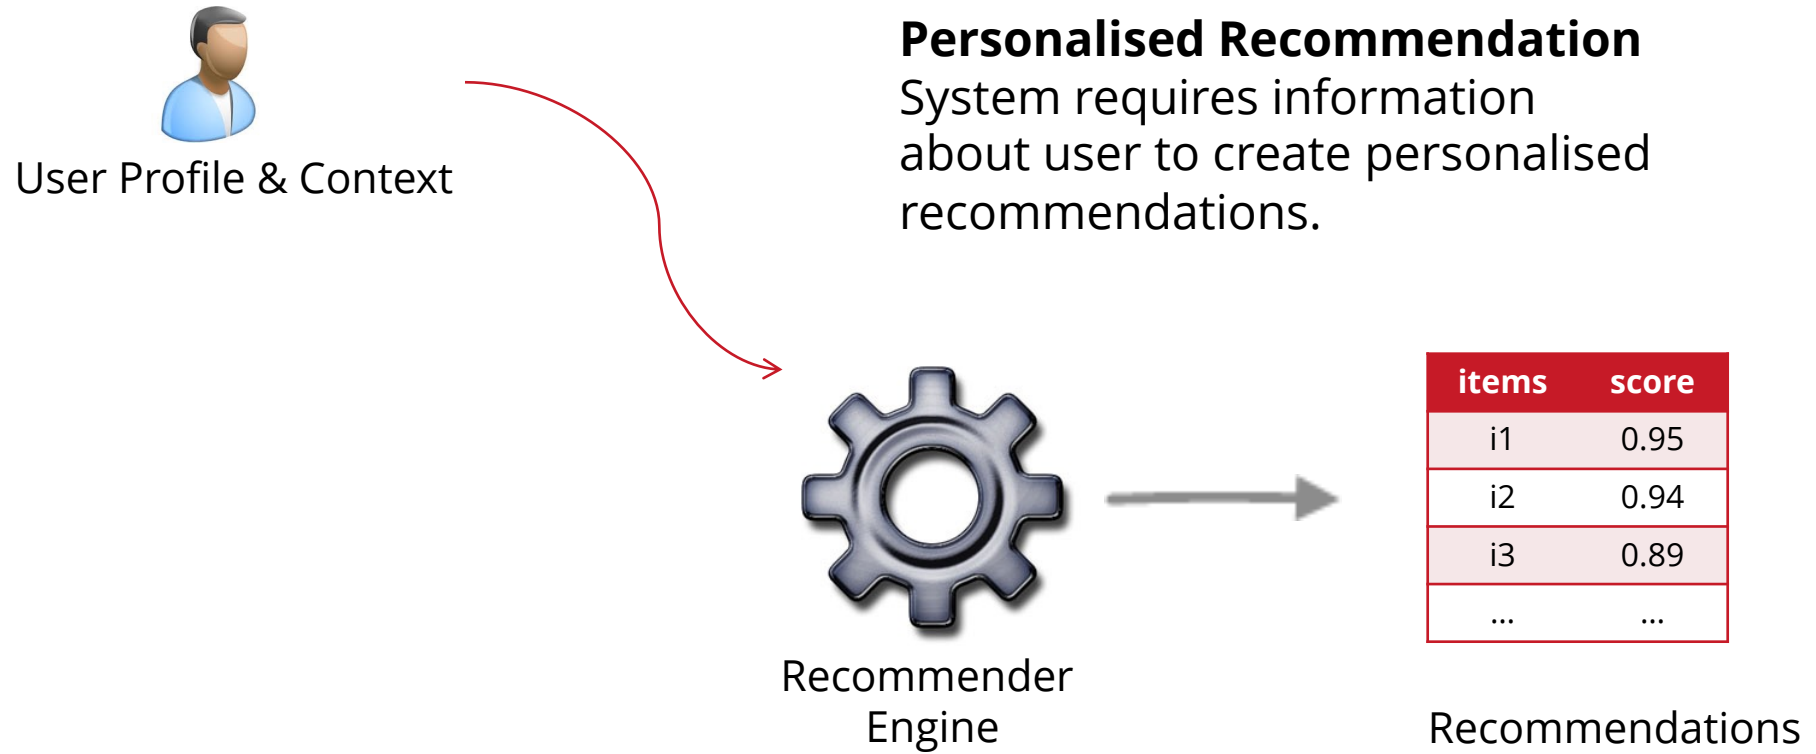 User Profile & Context
Personalised Recommendation
System requires information
about user to create personalised
recommendations.
Recommender
Engine
items score
i1 0.95
i2 0.94
i3 0.89
... ...
Recommendations